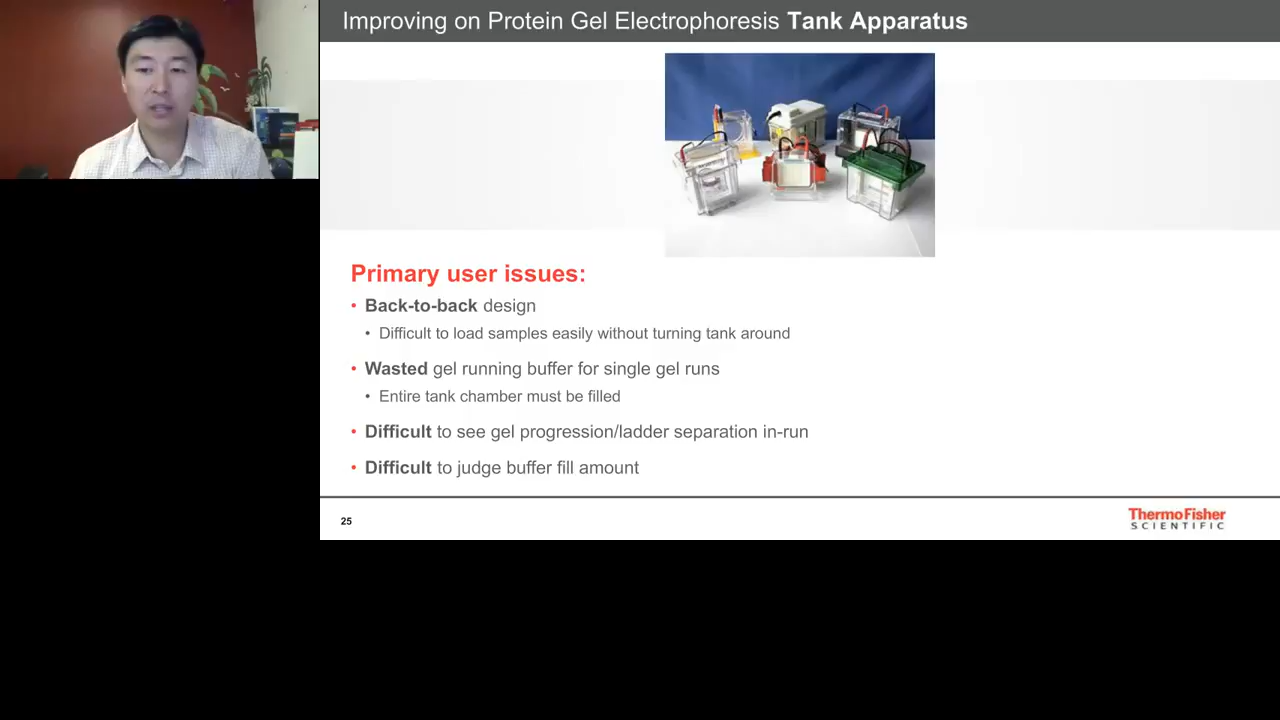 Improving on Protein Gel Electrophoresis Tank Apparatus
Primary user issues:
• Back-to-back design
• Difficult to load samples easily without turning tank around
• Wasted gel running buffer for single gel runs
• Entire tank chamber must be filled
• Difficult to see gel progression/ladder separation in-run
• Difficult to judge buffer fill amount
25
ThermoFisher
SCIENTIFIC